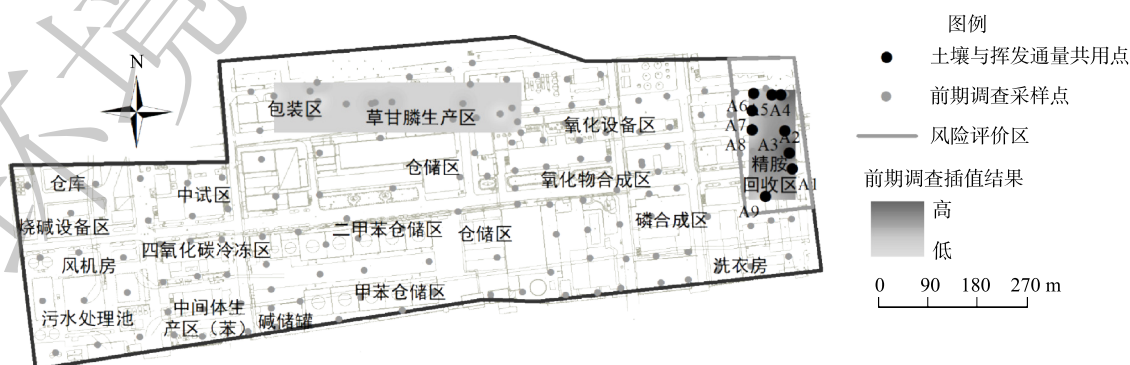 环境
N
包装区
草甘膦生产区
氧化设备区
仓储区
氧化物合成区
仓库
中试区
烧碱设备区
二甲苯仓储区
仓储区
磷合成区
四氧化碳冷冻区
风机房
洗衣房
甲苯仓储区
中间体生
产区（苯）
碱储罐
污水处理池
A6
A5
A4
A7
A2
A8
A3
精胺
回收区
A1
A9
图例
土壤与挥发通量共用点
前期调查采样点
风险评价区
前期调查插值结果
高
低
0 90 180 270 m